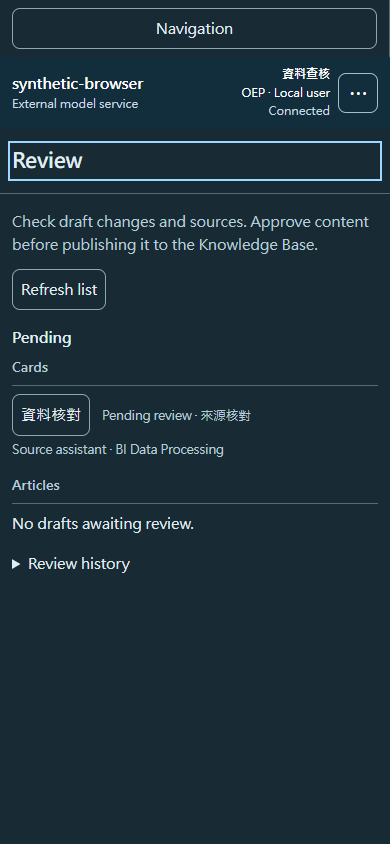 Navigation
synthetic-browser
External model service
資料查核
OEP · Local user
Connected
...
Review
Check draft changes and sources. Approve content
before publishing it to the Knowledge Base.
Refresh list
Pending
Cards
資料核對
Pending review · 來源核對
Source assistant · BI Data Processing
Articles
No drafts awaiting review.
Review history